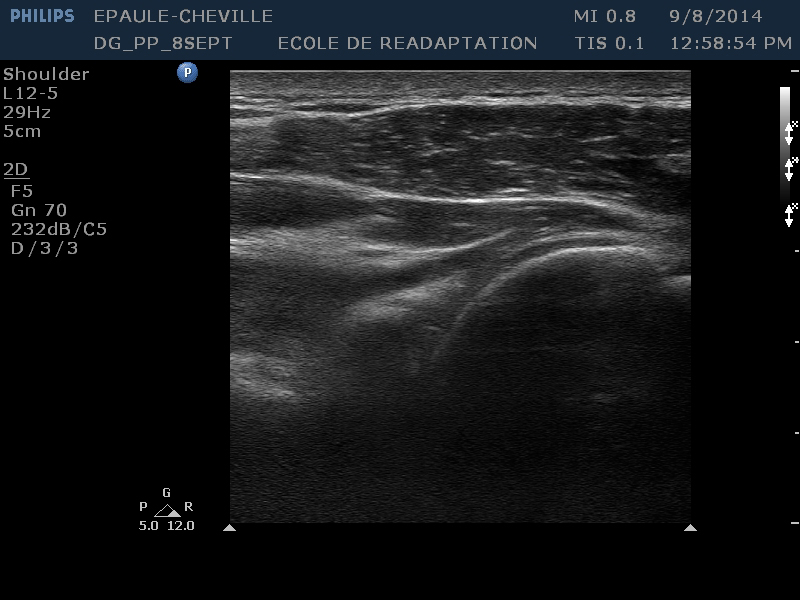 PHILIPS EPAULE-CHEVILLE MI 0.8 9/8/2014
DG_PP_8SEPT ECOLE DE READAPTATION TIS 0.1 12:58:54 PM
Shoulder
P
L12-5
29Hz
5cm
2D
F5
Gn 70
232dB/C5
D/3/3
G
P R
5.0 12.0